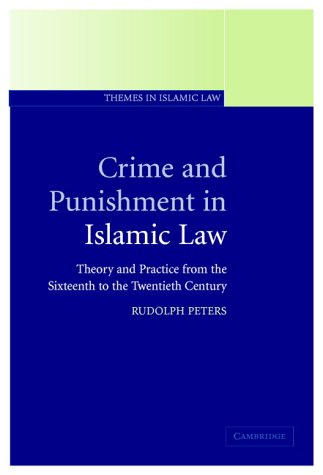 THEMES IN ISLAMIC LAW
Crime and
Punishment in
Islamic Law
Theory and Practice from the
Sixteenth to the Twentieth Century
RUDOLPH PETERS
CAMBRIDGE